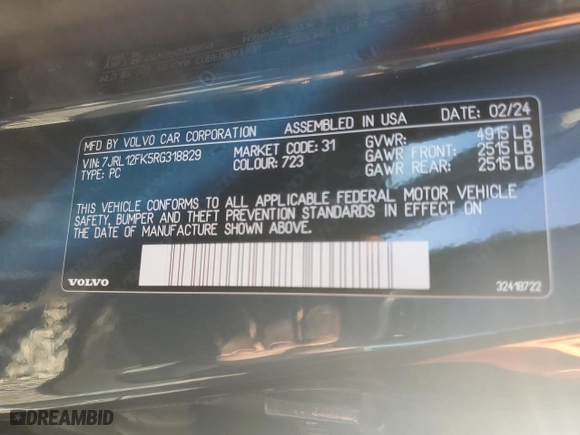 MFD BY VOLVO CAR CORPORATION ASSEMBLED IN USA DATE: 02/24
VIN: 7JRL12FK5RG318829 MARKET CODE: 31 GVWR: 4915 LB
TYPE: PC COLOUR: 723 GAWR FRONT: 2515 LB
GAWR REAR: 2515 LB
THIS VEHICLE CONFORMS TO ALL APPLICABLE FEDERAL MOTOR VEHICLE
SAFETY, BUMPER AND THEFT PREVENTION STANDARDS IN EFFECT ON
THE DATE OF MANUFACTURE SHOWN ABOVE.
VOLVO 32418722
DREAMBID